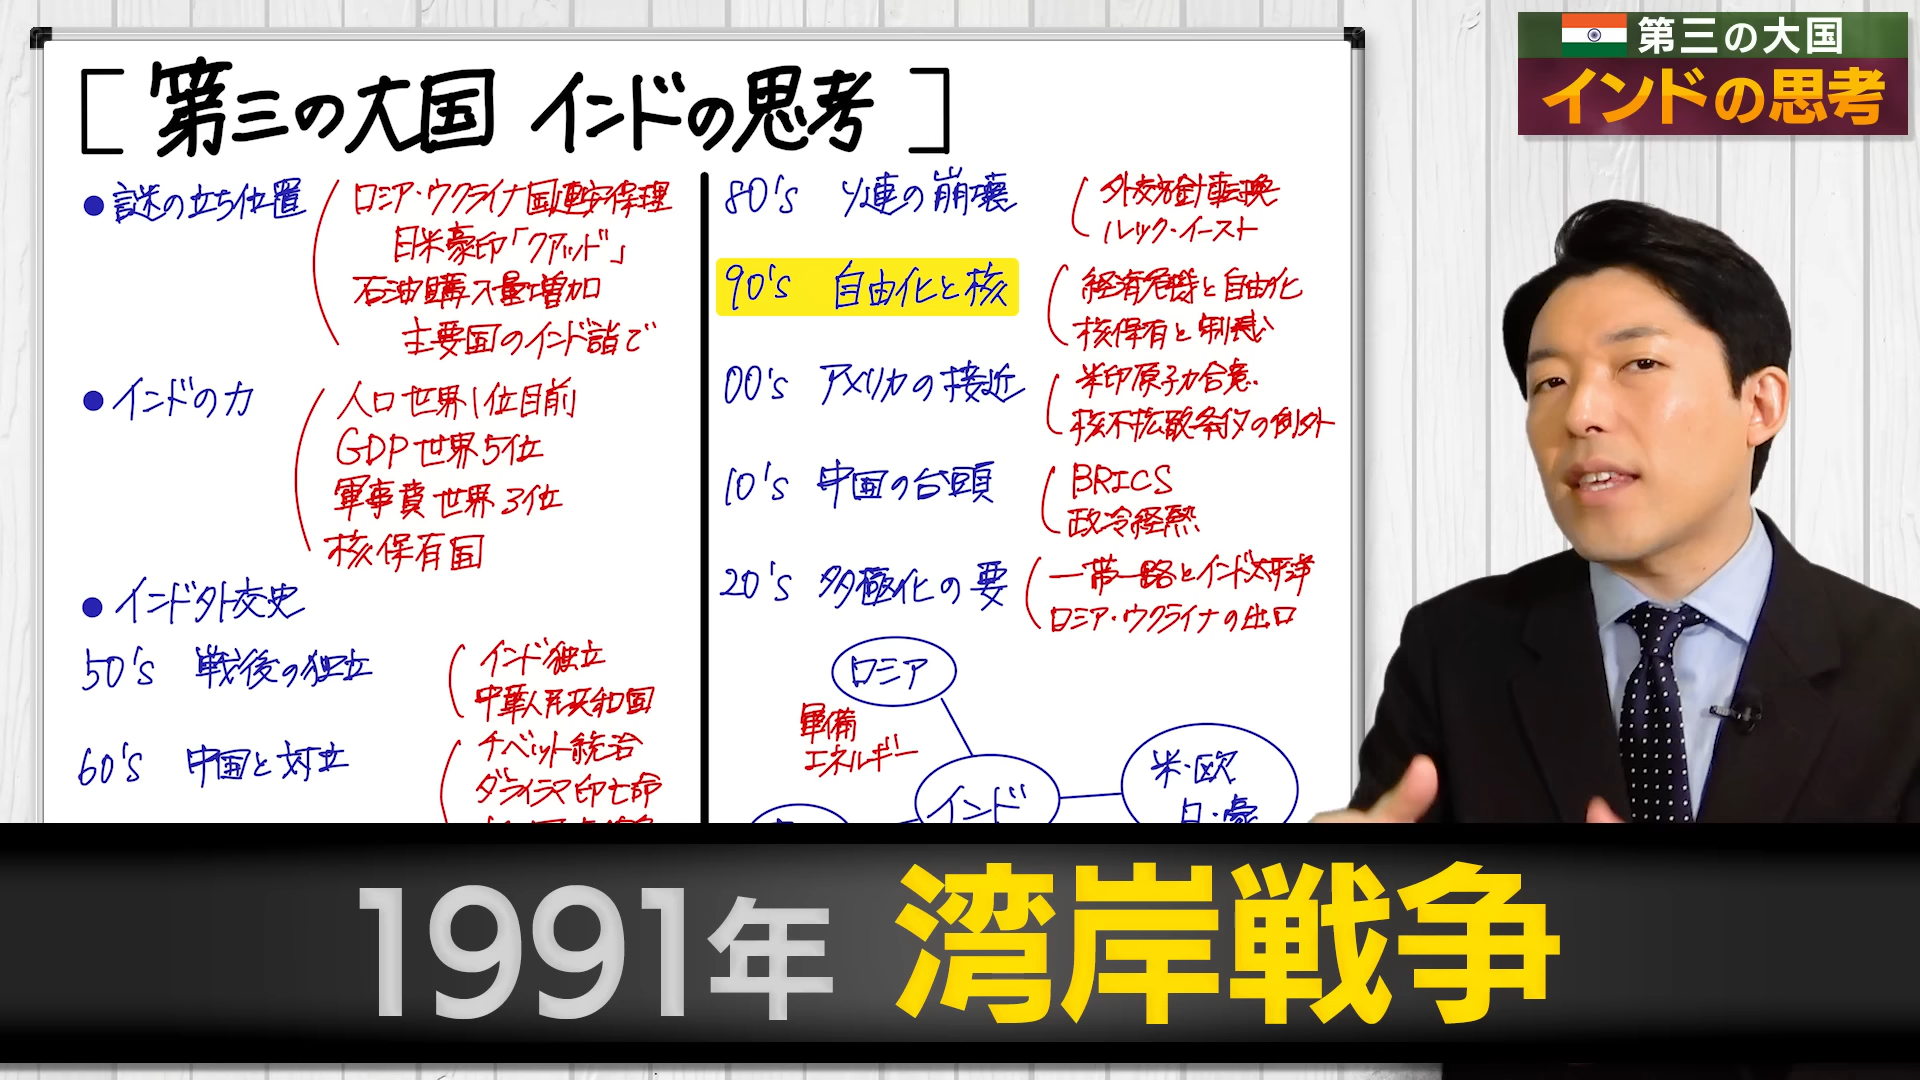 第三の大国
インドの思考
［第三の大国 インドの思考］
●謎の立ち位置
ロシア・ウクライナ国連安保理
日米豪印「クアッド」
石油購入量増加
主要国のインド詣で
●インドの力
人口世界1位目前
GDP世界5位
軍事費世界3位
核保有国
●インド外交史
50's 戦後の独立
インド独立
中華人民共和国
60's 中国と対立
チベット統治
ダライラマ印亡命
80's ソ連の崩壊
外交方針転換
ルック・イースト
90's 自由化と核
経済危機と自由化
核保有と制裁
00's アメリカの接近
米印原子力合意
核不拡散条約の例外
10's 中国の台頭
BRICS
政冷経熱
20's 多極化の要
一帯一路とインド太平洋
ロシア・ウクライナの出口
ロシア
軍備
エネルギー
インド
米・欧
日・豪
1991年 湾岸戦争